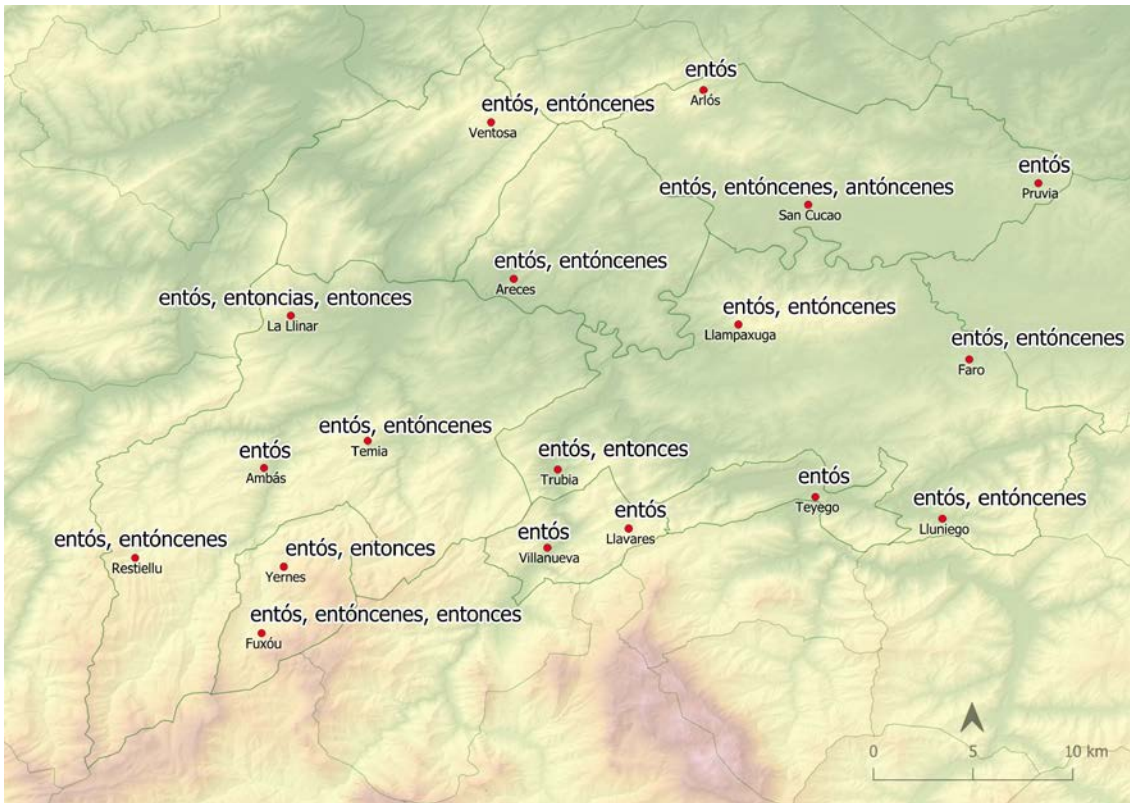 entós
Arlós
entós, entóncenes
Ventosa
entós
Pruvia
entós, entóncenes, antóncenes
San Cucao
entós, entóncenes
Areces
entós, entoncias, entonces
La Llinar
entós, entóncenes
Llampaxuga
entós, entóncenes
Faro
entós, entóncenes
Temia
entós
Ambás
entós, entonces
Trubia
entós
Teyego
entós, entóncenes
Lluniego
entós
Llavares
entós
Villanueva
entós, entóncenes
Restiellu
entós, entonces
Yernes
entós, entóncenes, entonces
Fuxóu
0 5 10 km